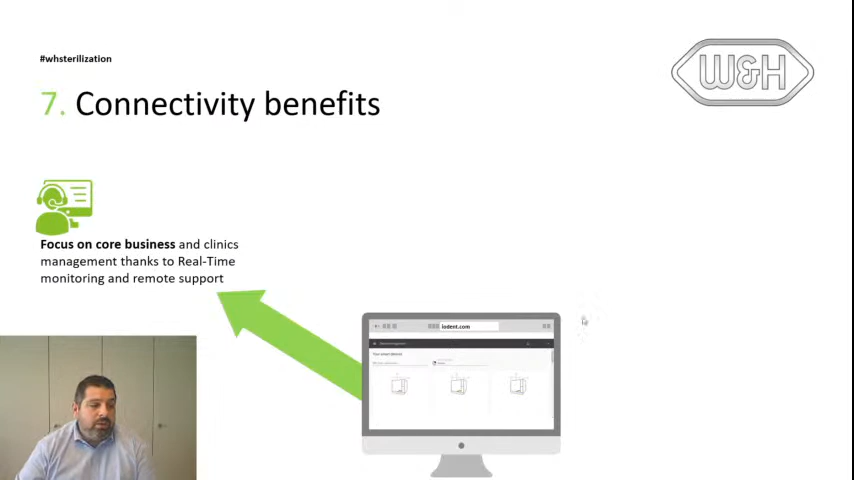 #whsterilization
W&H
7. Connectivity benefits
Focus on core business and clinics
management thanks to Real-Time
monitoring and remote support
iodent.com